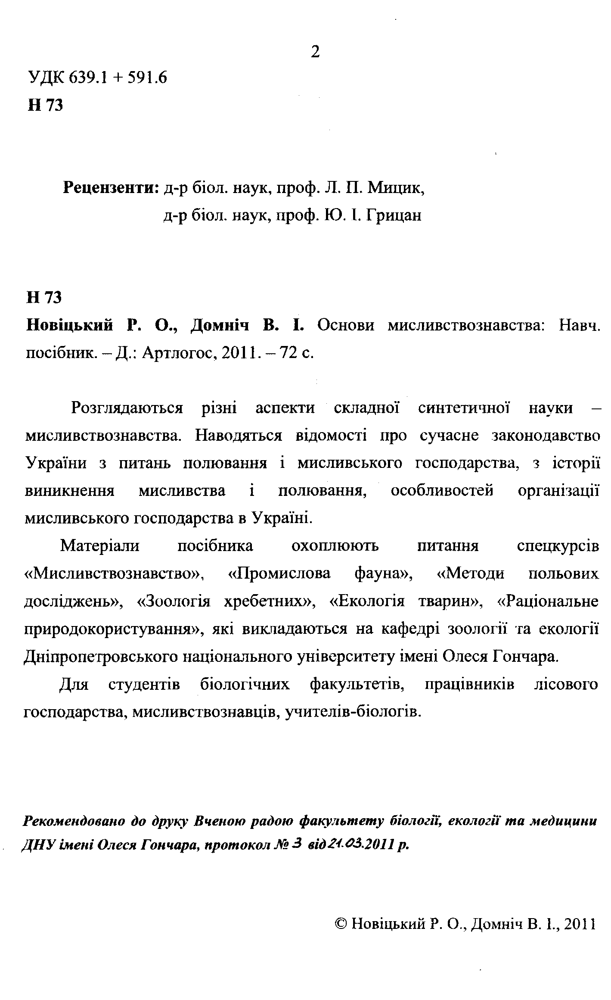 2
УДК 639.1 + 591.6
Н 73
Рецензенти: д-р біол. наук, проф. Л. П. Мицик,
д-р біол. наук, проф. Ю. І. Грицан
Н 73
Новіцький Р. О., Домніч В. І. Основи мисливствознавства: Навч.
посібник. – Д.: Артлогос, 2011. – 72 с.
Розглядаються різні аспекти складної синтетичної науки –
мисливствознавства. Наводяться відомості про сучасне законодавство
України з питань полювання і мисливського господарства, з історії
виникнення мисливства і полювання, особливостей організації
мисливського господарства в Україні.
Матеріали посібника охоплюють питання спецкурсів
«Мисливствознавство», «Промислова фауна», «Методи польових
досліджень», «Зоологія хребетних», «Екологія тварин», «Раціональне
природокористування», які викладаються на кафедрі зоології та екології
Дніпропетровського національного університету імені Олеся Гончара.
Для студентів біологічних факультетів, працівників лісового
господарства, мисливствознавців, учителів-біологів.
Рекомендовано до друку Вченою радою факультету біології, екології та медицини
ДНУ імені Олеся Гончара, протокол № 3 від 21.03.2011 р.
© Новіцький Р. О., Домніч В. І., 2011